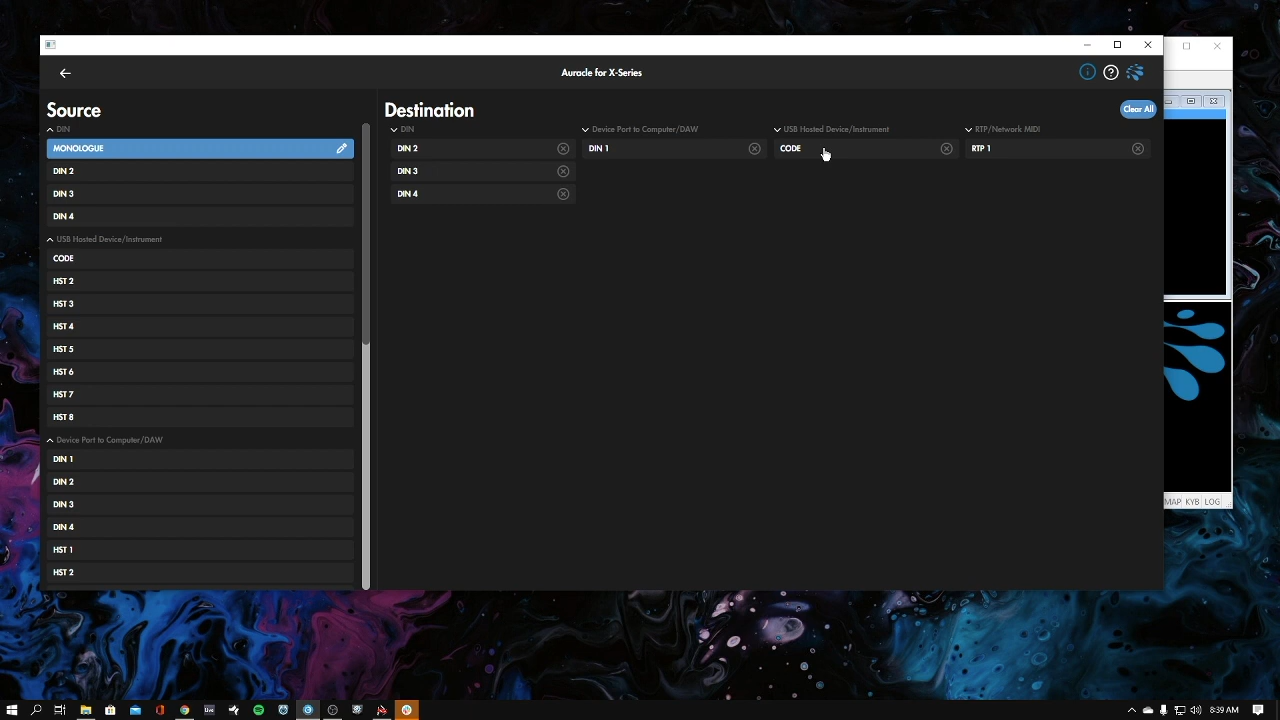 Auracle for X-Series
Source
Destination
Clear All
DIN
MONOLOGUE
DIN 2
DIN 3
DIN 4
USB Hosted Device/Instrument
CODE
HST 2
HST 3
HST 4
HST 5
HST 6
HST 7
HST 8
Device Port to Computer/DAW
DIN 1
DIN 2
DIN 3
DIN 4
HST 1
HST 2
DIN
DIN 2
DIN 3
DIN 4
Device Port to Computer/DAW
DIN 1
USB Hosted Device/Instrument
CODE
RTP/Network MIDI
RTP 1
MAP KYB LOG
Live
8:39 AM